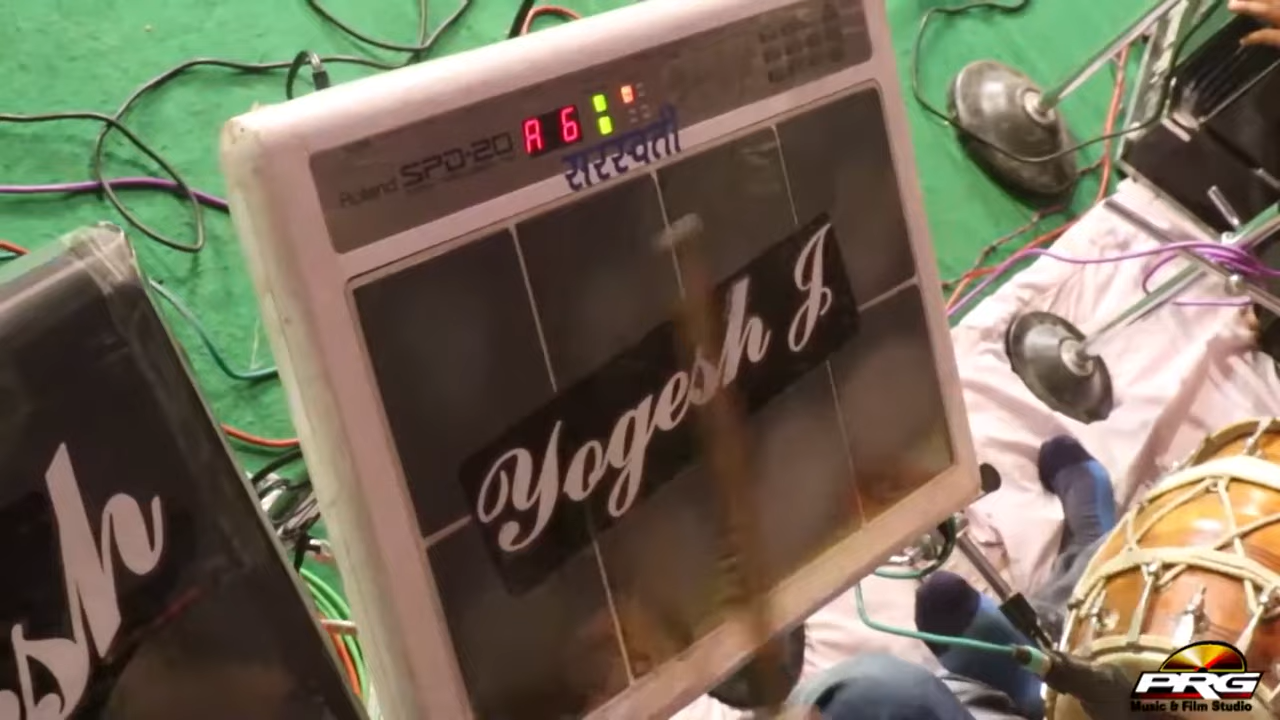 Roland SPD-20
A 6
सरस्वती
Yogesh J
sh
PRG
Music & Film Studio